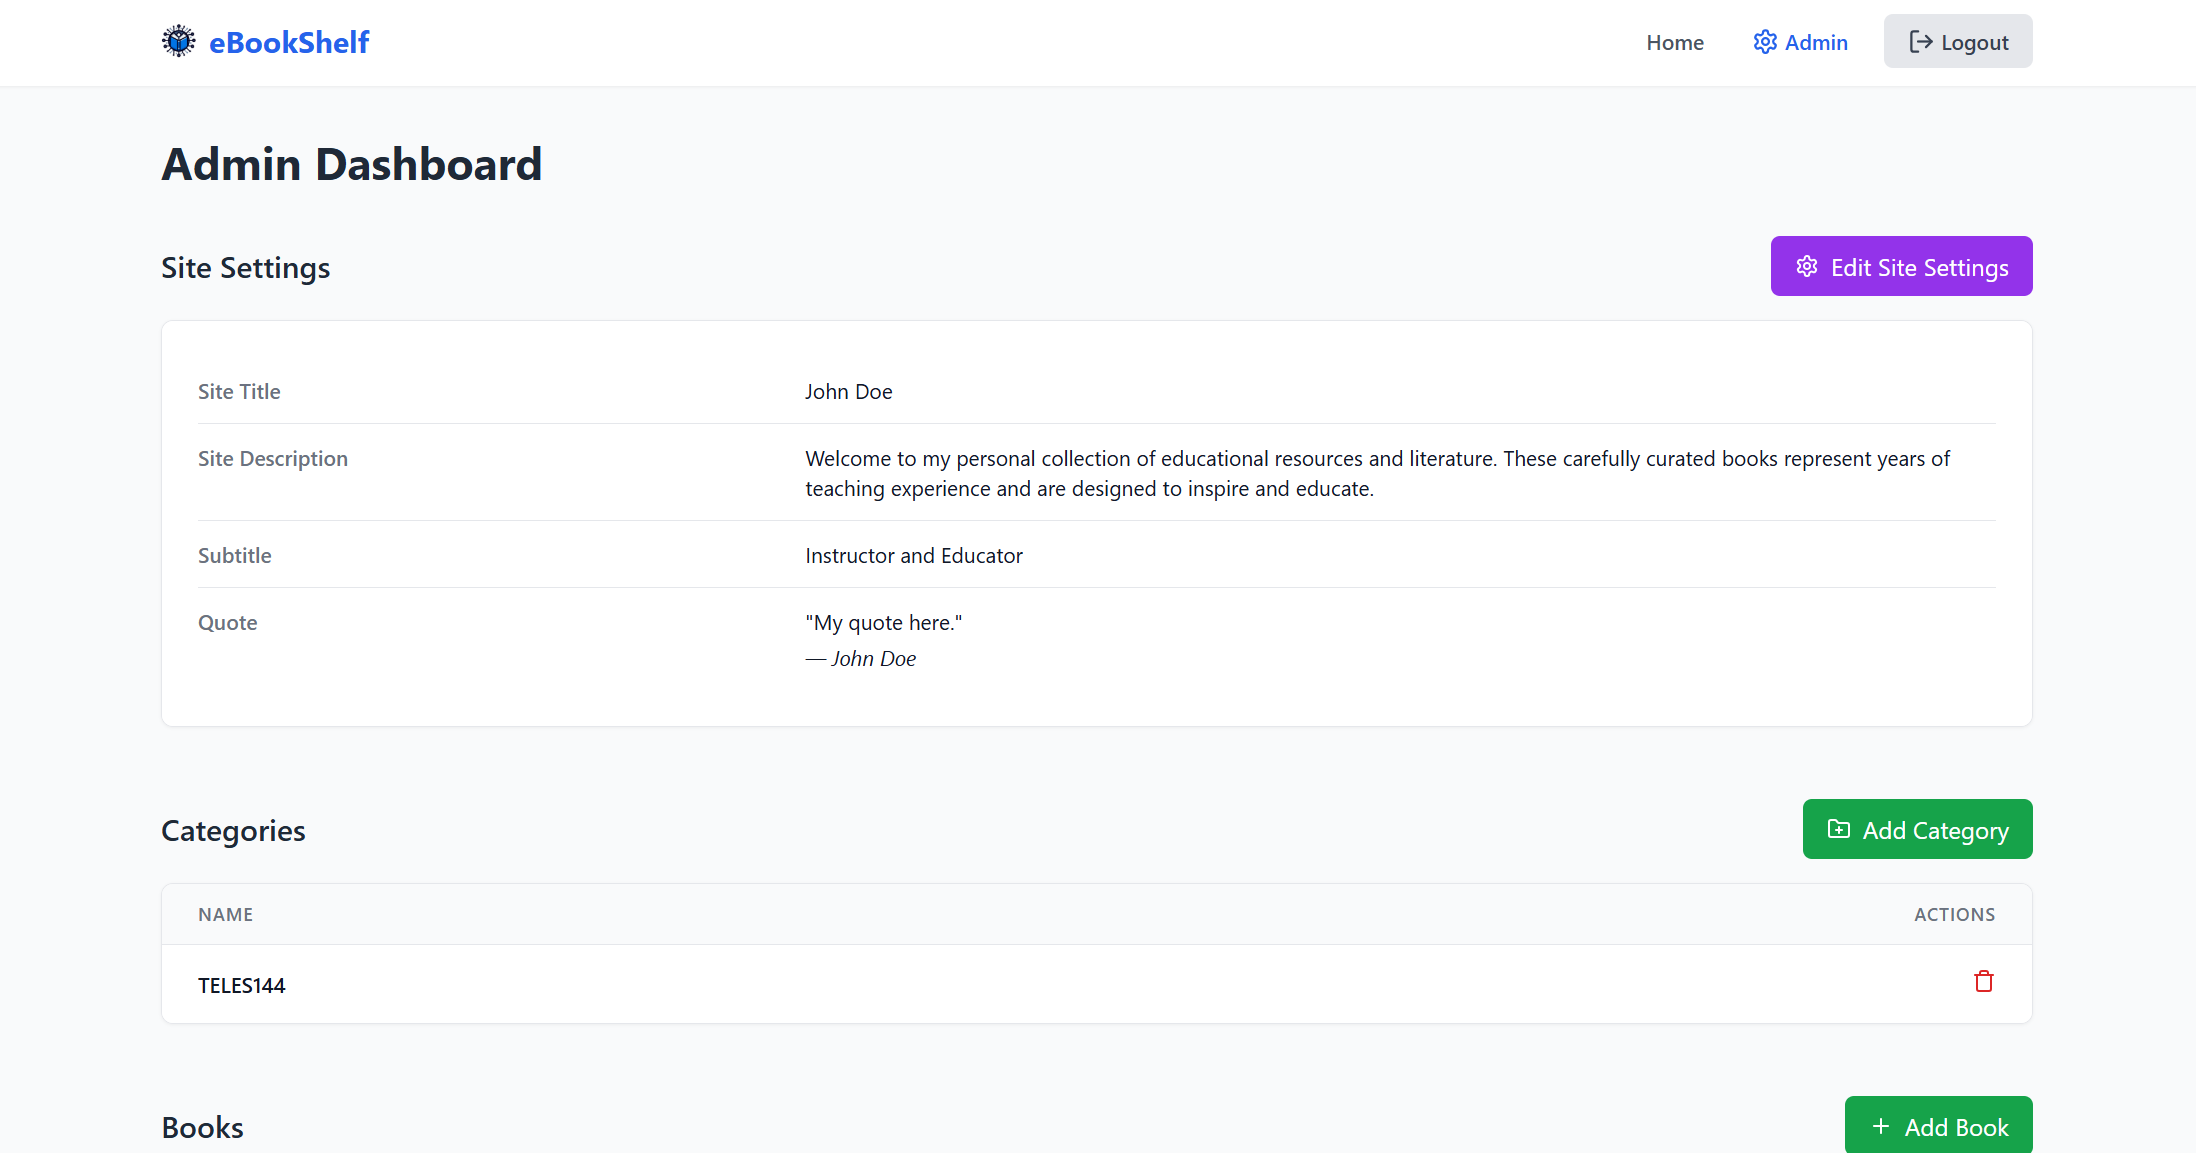 eBookShelf
Home
Admin
Logout
Admin Dashboard
Site Settings
Edit Site Settings
Site Title
John Doe
Site Description
Welcome to my personal collection of educational resources and literature. These carefully curated books represent years of
teaching experience and are designed to inspire and educate.
Subtitle
Instructor and Educator
Quote
"My quote here."
— John Doe
Categories
Add Category
NAME
ACTIONS
TELES144
Books
Add Book